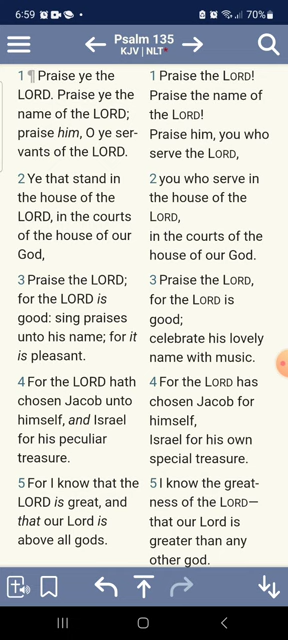 6:59 70%
Psalm 135
KJV | NLT*
1 ¶ Praise ye the
LORD. Praise ye the
name of the LORD;
praise him, O ye ser-
vants of the LORD.
2 Ye that stand in
the house of the
LORD, in the courts
of the house of our
God,
3 Praise the LORD;
for the LORD is
good: sing praises
unto his name; for it
is pleasant.
4 For the LORD hath
chosen Jacob unto
himself, and Israel
for his peculiar
treasure.
5 For I know that the
LORD is great, and
that our Lord is
above all gods.
1 Praise the LORD!
Praise the name of
the LORD!
Praise him, you who
serve the LORD,
2 you who serve in
the house of the
LORD,
in the courts of the
house of our God.
3 Praise the LORD,
for the LORD is
good;
celebrate his lovely
name with music.
4 For the LORD has
chosen Jacob for
himself,
Israel for his own
special treasure.
5 I know the great-
ness of the LORD—
that our Lord is
greater than any
other god.